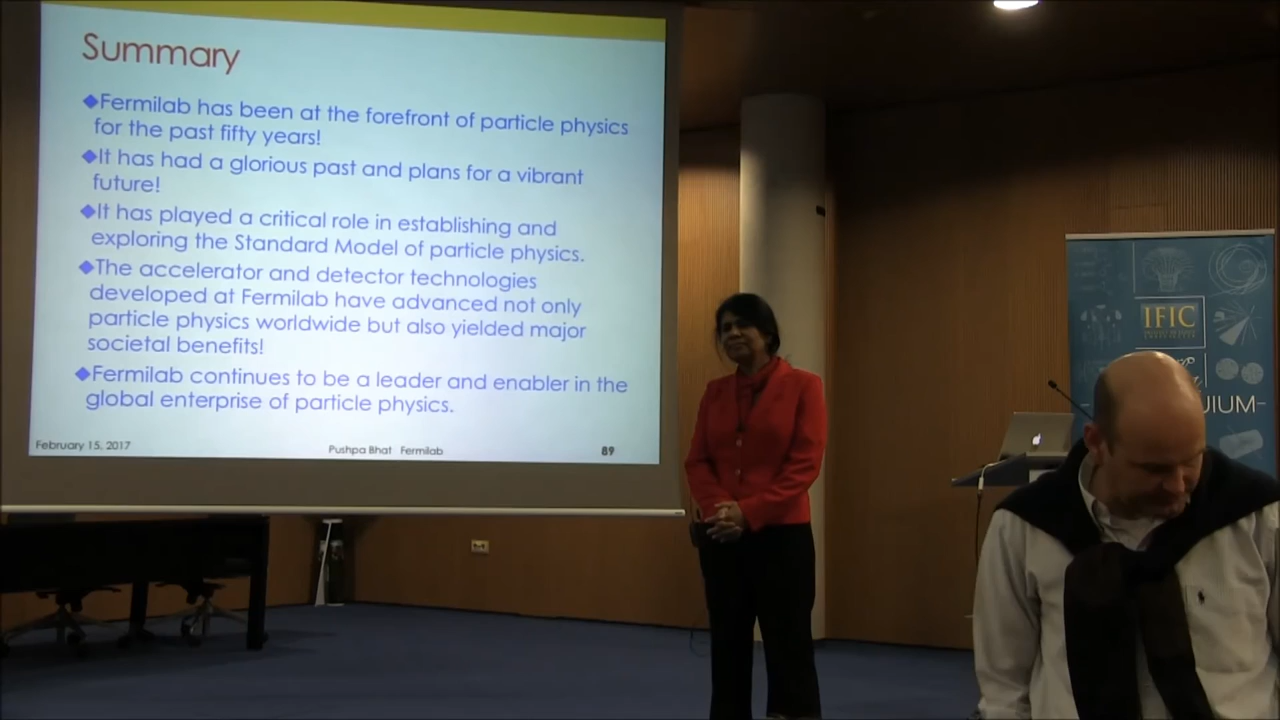 Summary
◆Fermilab has been at the forefront of particle physics
for the past fifty years!
◆It has had a glorious past and plans for a vibrant
future!
◆It has played a critical role in establishing and
exploring the Standard Model of particle physics.
◆The accelerator and detector technologies
developed at Fermilab have advanced not only
particle physics worldwide but also yielded major
societal benefits!
◆Fermilab continues to be a leader and enabler in the
global enterprise of particle physics.
February 15, 2017
Pushpa Bhat Fermilab
89
IFIC